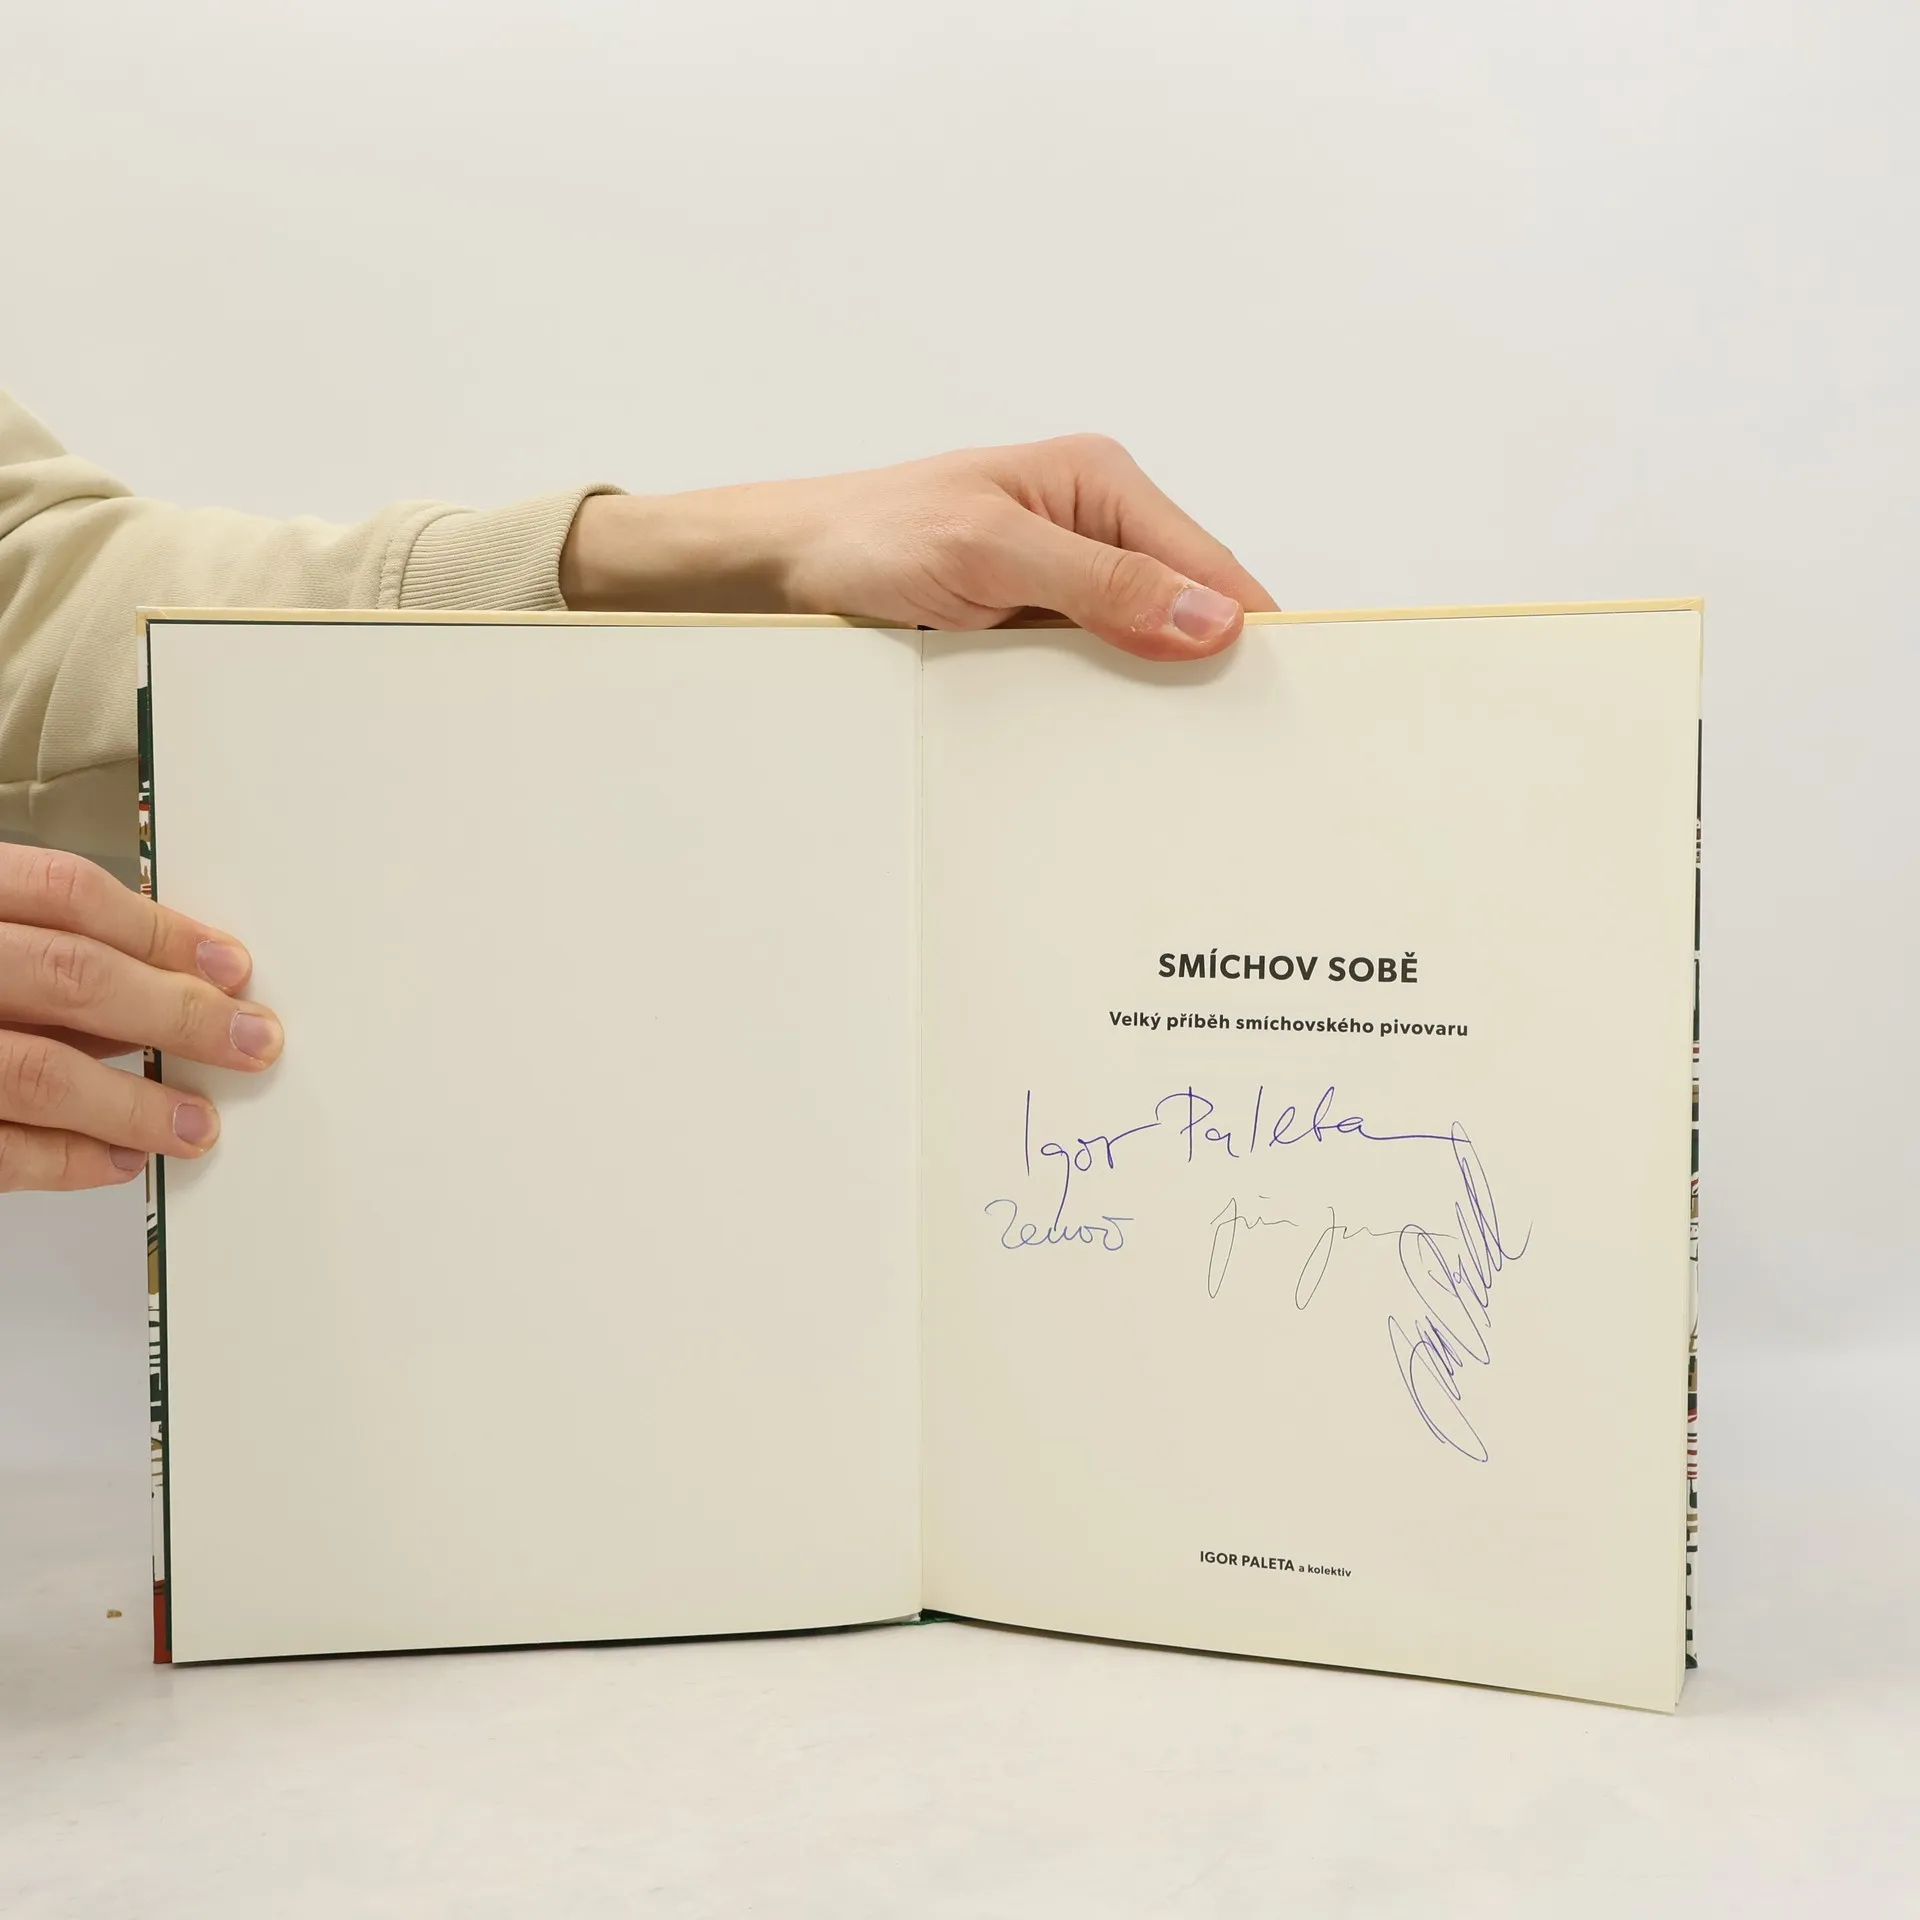 SMÍCHOV SOBĚ
Velký příběh smíchovského pivovaru
Igor Paleta
IGOR PALETA a kolektiv